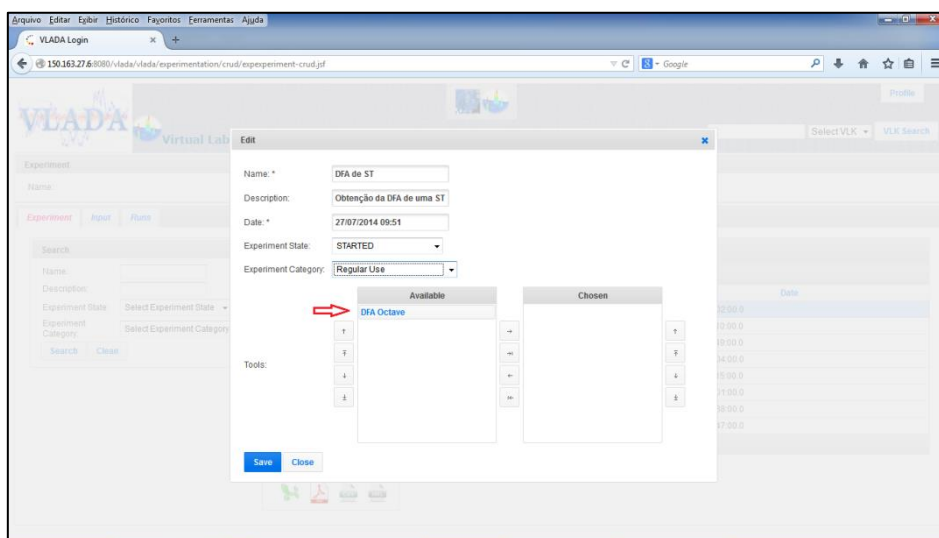 Arquivo Editar Exibir Histórico Favoritos Ferramentas Ajuda
VLADA Login
150.163.27.6:8080/vlada/vlada/experimentation/crud/expexperiment-crud.jsf
Google
Profile
VLADA
Virtual Lab
Select VLK
VLK Search
Edit
Experiment
Name:
Name: *
DFA de ST
Description:
Obtenção da DFA de uma ST
Date: *
27/07/2014 09:51
Experiment State:
STARTED
Experiment Category:
Regular Use
Experiment Input Runs
Search
Name:
Description:
Experiment State:
Select Experiment State
Experiment Category:
Select Experiment Category
Search Clean
Available
Chosen
DFA Octave
Tools:
Date
Save Close